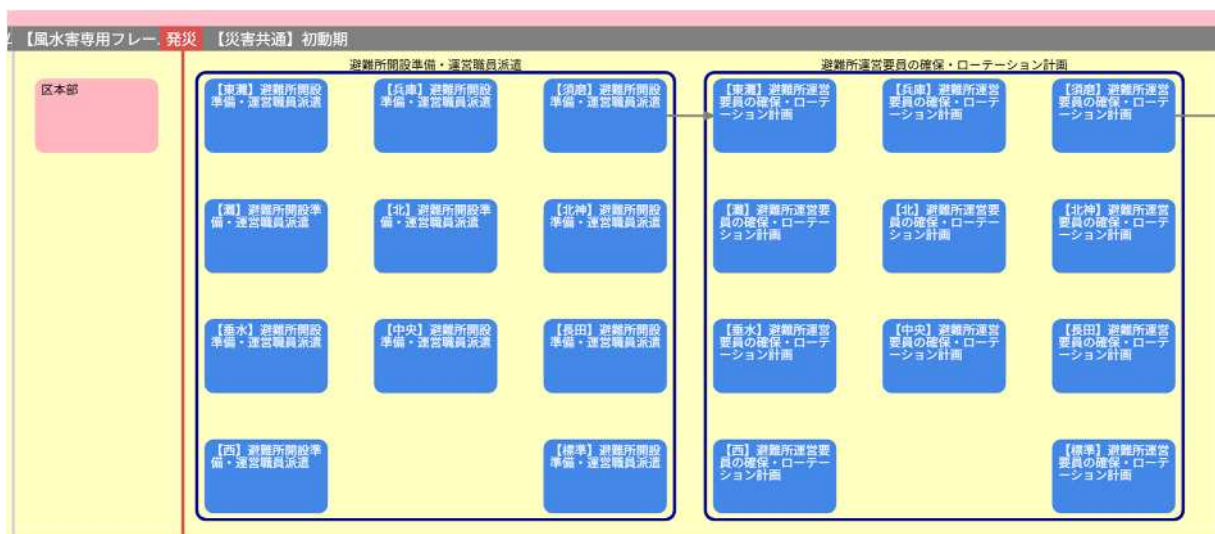 【風水害専用フレー.
発災
【災害共通】初動期
避難所開設準備・運営職員派遣
避難所運営要員の確保・ローテーション計画
区本部
【東灘】避難所開設
準備・運営職員派遣
【兵庫】避難所開設
準備・運営職員派遣
【須磨】避難所開設
準備・運営職員派遣
【東灘】避難所運営
要員の確保・ローテ
ーション計画
【兵庫】避難所運営
要員の確保・ローテ
ーション計画
【須磨】避難所運営
要員の確保・ローテ
ーション計画
【灘】避難所開設準
備・運営職員派遣
【北】避難所開設準
備・運営職員派遣
【北神】避難所開設
準備・運営職員派遣
【灘】避難所運営要
員の確保・ローテー
ション計画
【北】避難所運営要
員の確保・ローテー
ション計画
【北神】避難所運営
要員の確保・ローテ
ーション計画
【垂水】避難所開設
準備・運営職員派遣
【中央】避難所開設
準備・運営職員派遣
【長田】避難所開設
準備・運営職員派遣
【垂水】避難所運営
要員の確保・ローテ
ーション計画
【中央】避難所運営
要員の確保・ローテ
ーション計画
【長田】避難所運営
要員の確保・ローテ
ーション計画
【西】避難所開設準
備・運営職員派遣
【標準】避難所開設
準備・運営職員派遣
【西】避難所運営要
員の確保・ローテー
ション計画
【標準】避難所運営
要員の確保・ローテ
ーション計画